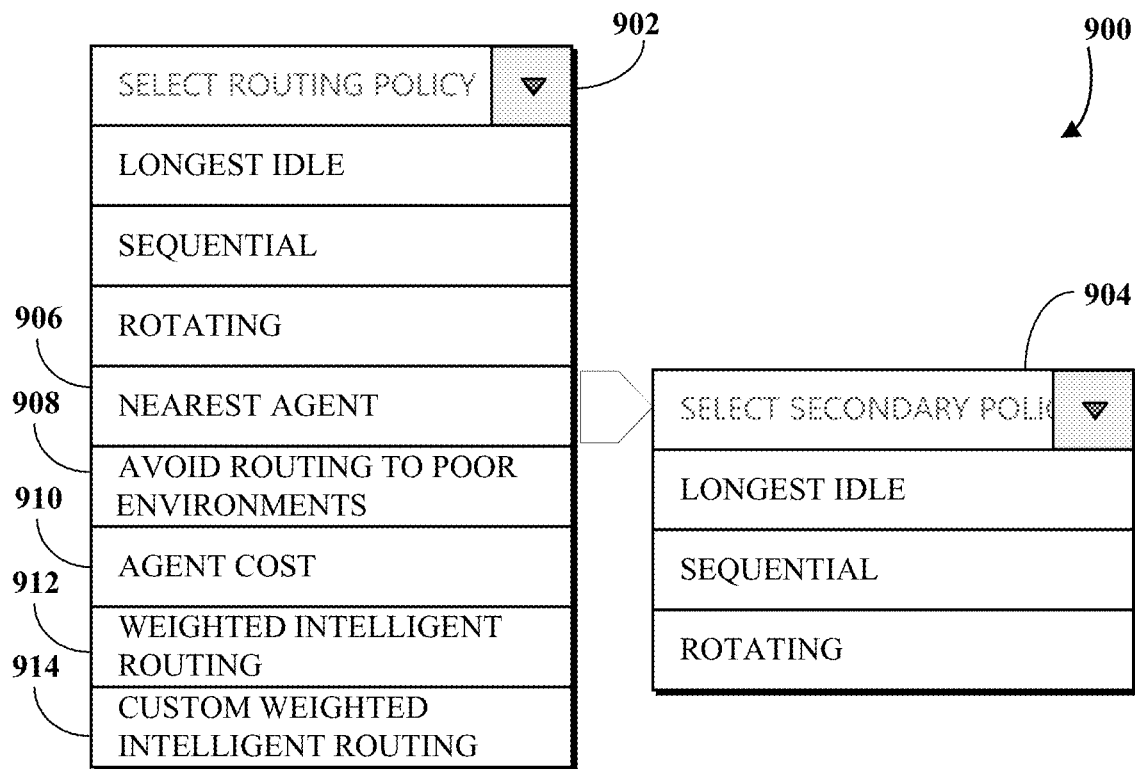 902
900
SELECT ROUTING POLICY
LONGEST IDLE
SEQUENTIAL
ROTATING
906
NEAREST AGENT
908
AVOID ROUTING TO POOR
ENVIRONMENTS
910
AGENT COST
912
WEIGHTED INTELLIGENT
ROUTING
914
CUSTOM WEIGHTED
INTELLIGENT ROUTING
904
SELECT SECONDARY POLIC
LONGEST IDLE
SEQUENTIAL
ROTATING